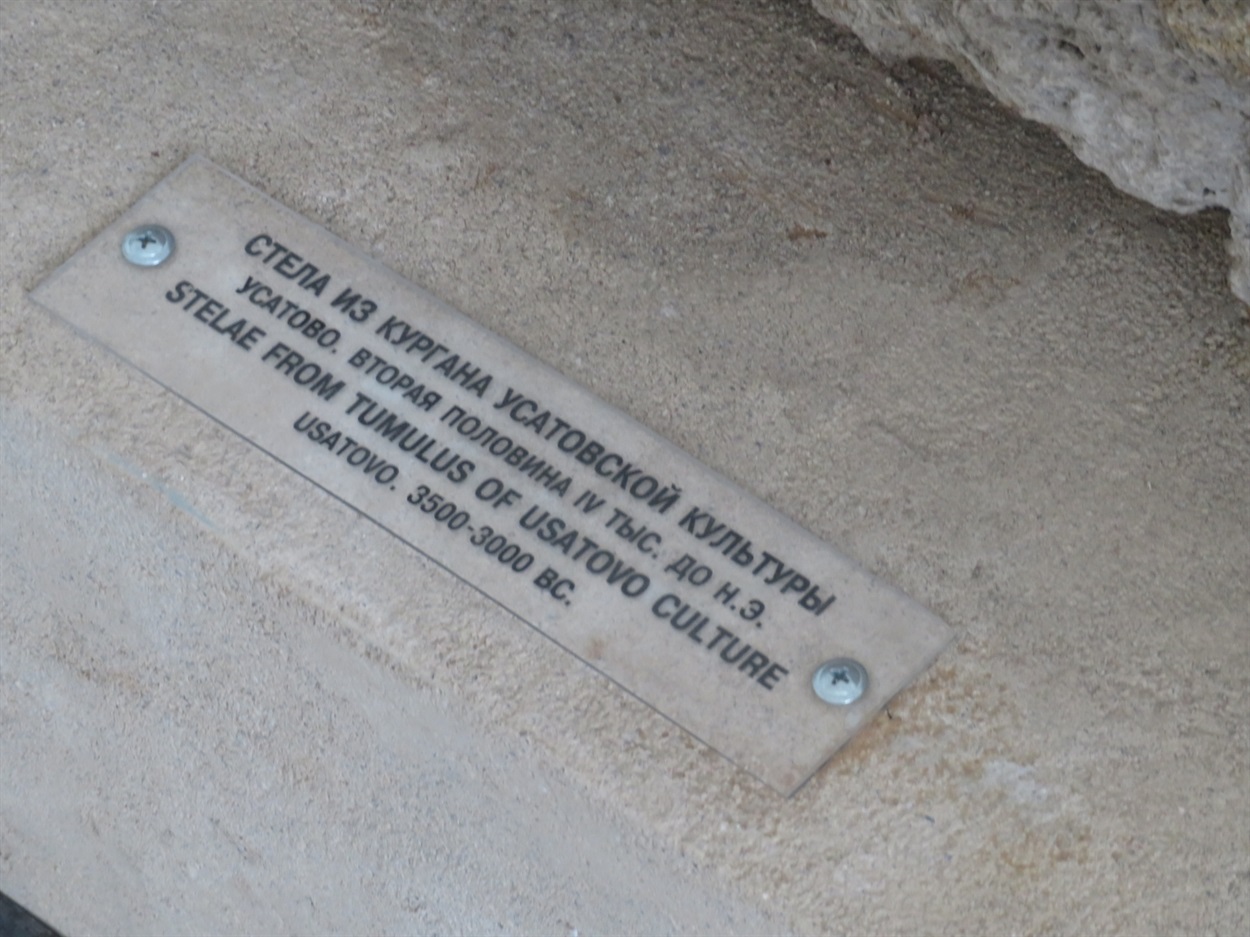 СТЕЛА ИЗ КУРГАНА УСАТОВСКОЙ КУЛЬТУРЫ
УСАТОВО. ВТОРАЯ ПОЛОВИНА IV ТЫС. ДО Н.Э.
STELAE FROM TUMULUS OF USATOVO CULTURE
USATOVO. 3500-3000 BC.